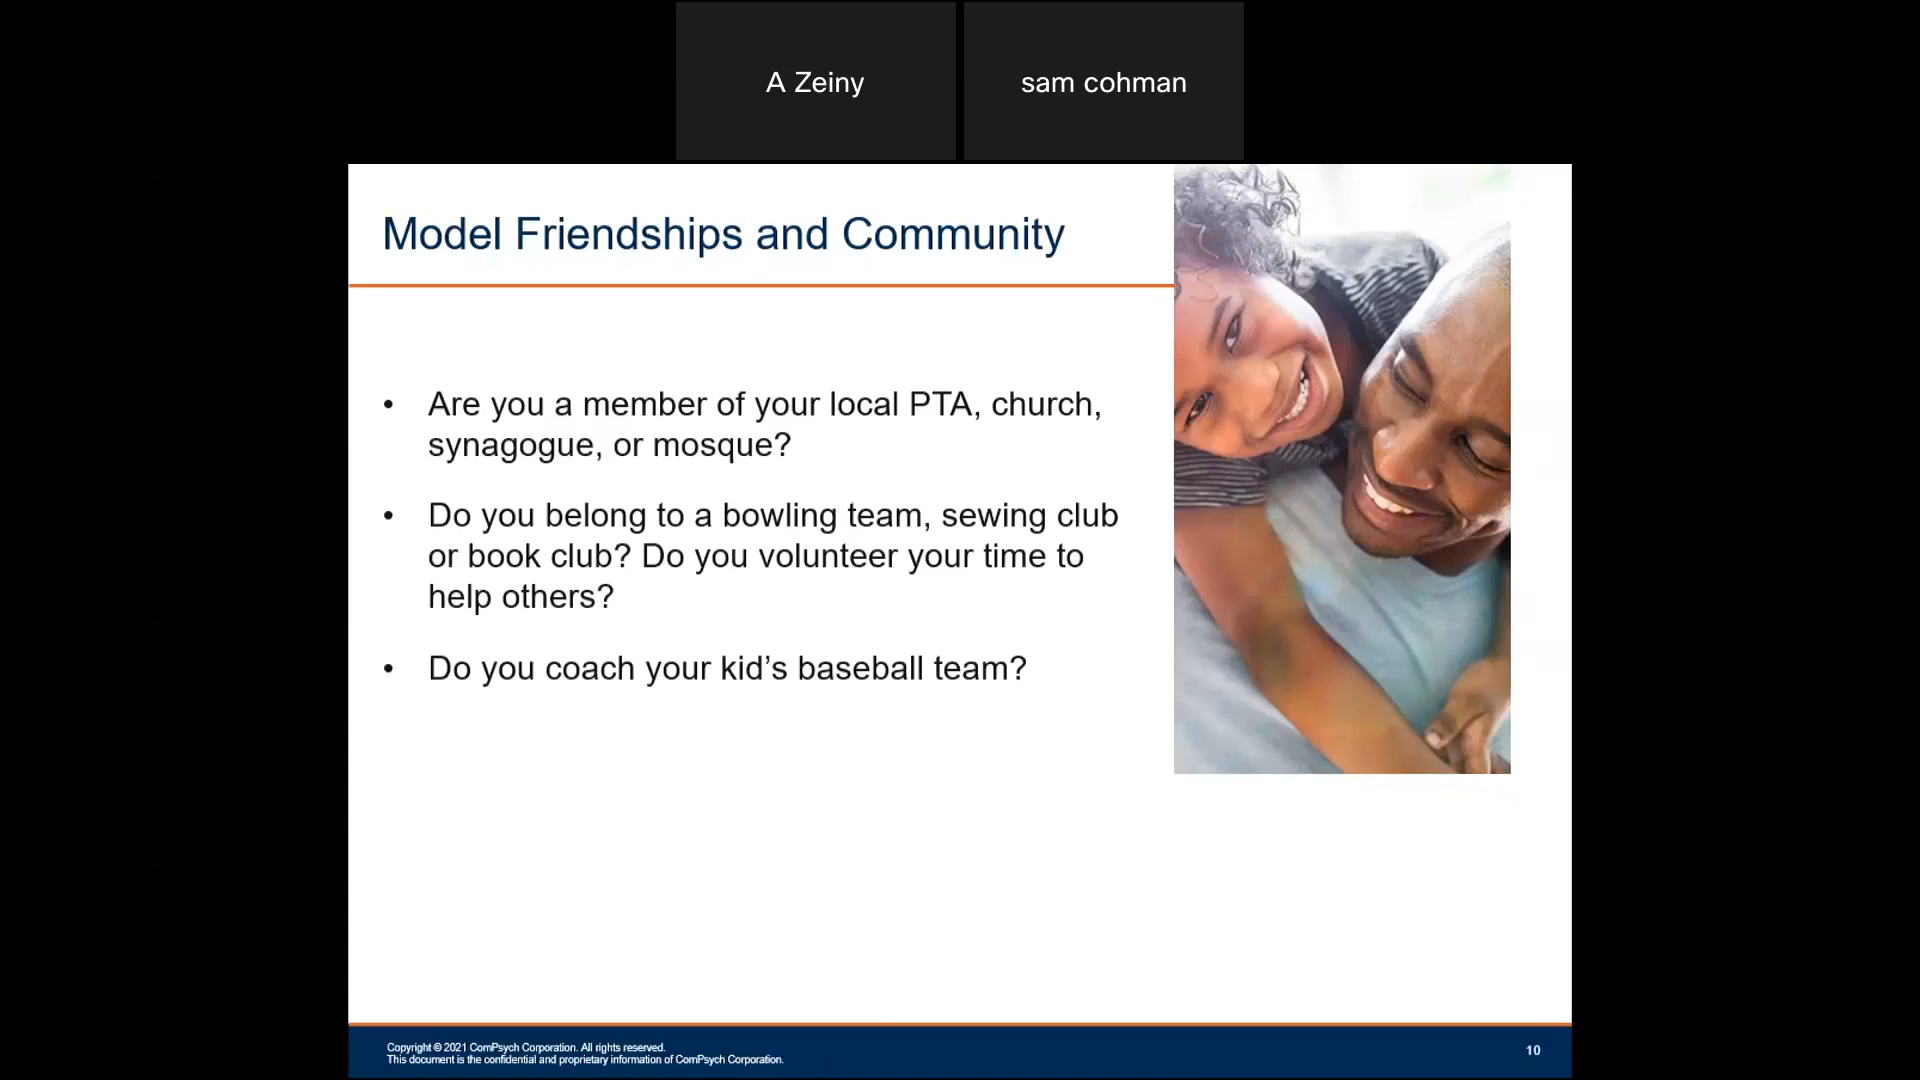 A Zeiny
sam cohman
Model Friendships and Community
• Are you a member of your local PTA, church,
synagogue, or mosque?
• Do you belong to a bowling team, sewing club
or book club? Do you volunteer your time to
help others?
• Do you coach your kid’s baseball team?
Copyright © 2021 ComPsych Corporation. All rights reserved.
This document is the confidential and proprietary information of ComPsych Corporation.
10